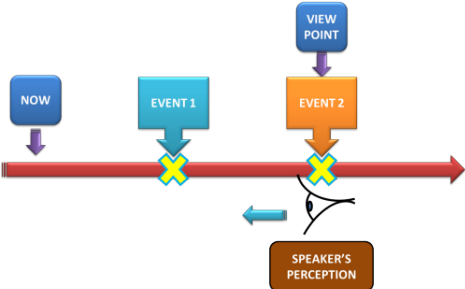 VIEW
POINT
NOW
EVENT 1
EVENT 2
SPEAKER'S
PERCEPTION